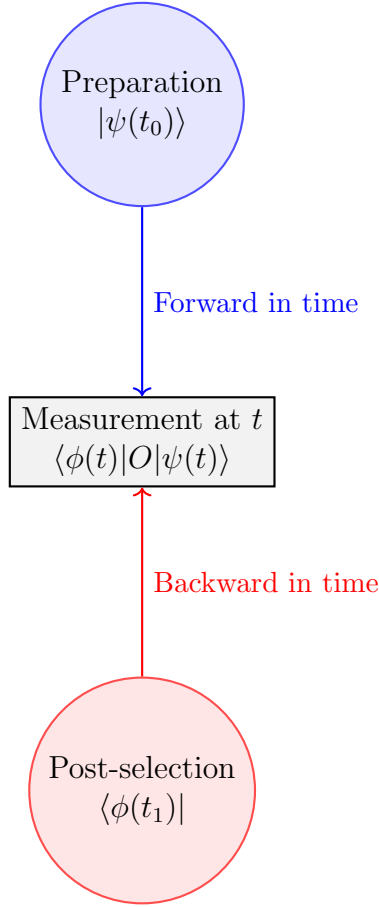 Preparation
|ψ(t₀)⟩
Forward in time
Measurement at t
⟨ϕ(t)|O|ψ(t)⟩
Backward in time
Post-selection
⟨ϕ(t₁)|